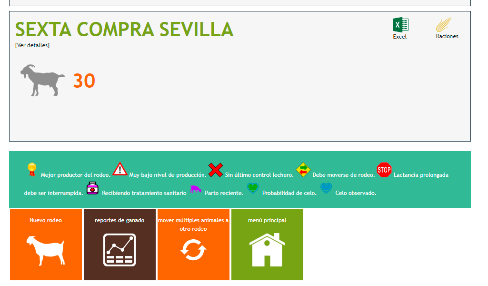 SEXTA COMPRA SEVILLA
[Ver detalles]
Excel
Raciones
30
Mejor productor del rodeo. Muy bajo nivel de producción. Sin último control lechero. Debe moverse de rodeo. STOP Lactancia prolongada
debe ser interrumpida. Recibiendo tratamiento sanitario Parto reciente. Probabilidad de celo. Celo observado.
Nuevo rodeo
reportes de ganado
mover múltiples animales a
otro rodeo
menú principal